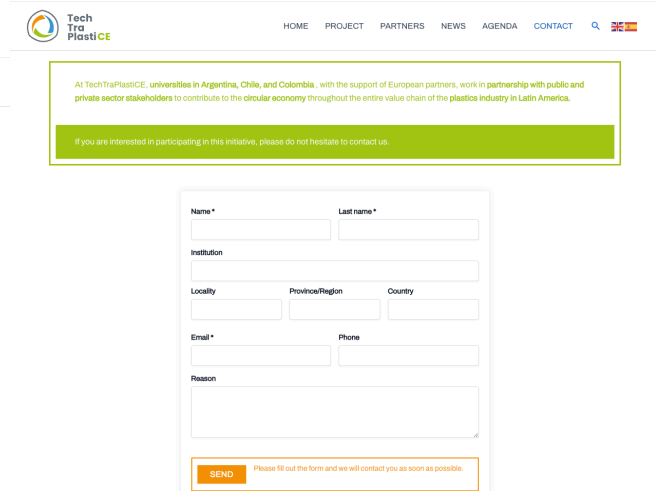 Tech
Tra
PlastiCE
HOME PROJECT PARTNERS NEWS AGENDA CONTACT
At TechTraPlastiCE, universities in Argentina, Chile, and Colombia , with the support of European partners, work in partnership with public and
private sector stakeholders to contribute to the circular economy throughout the entire value chain of the plastics industry in Latin America.
If you are interested in participating in this initiative, please do not hesitate to contact us.
Name * Last name *
Institution
Locality Province/Region Country
Email * Phone
Reason
SEND Please fill out the form and we will contact you as soon as possible.